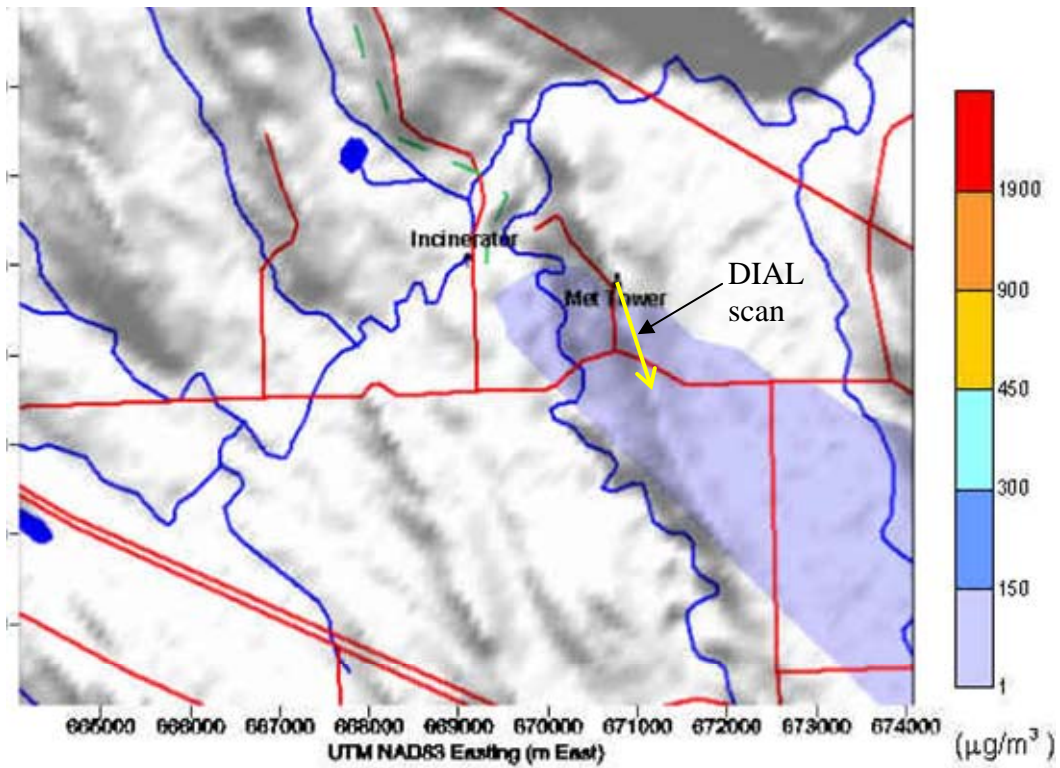 Incinerator
Met Tower
DIAL
scan
1900
900
450
300
150
1
(μg/m³)
665000 666000 667000 668000 669000 670000 671000 672000 673000 674000
UTM NAD83 Easting (m East)